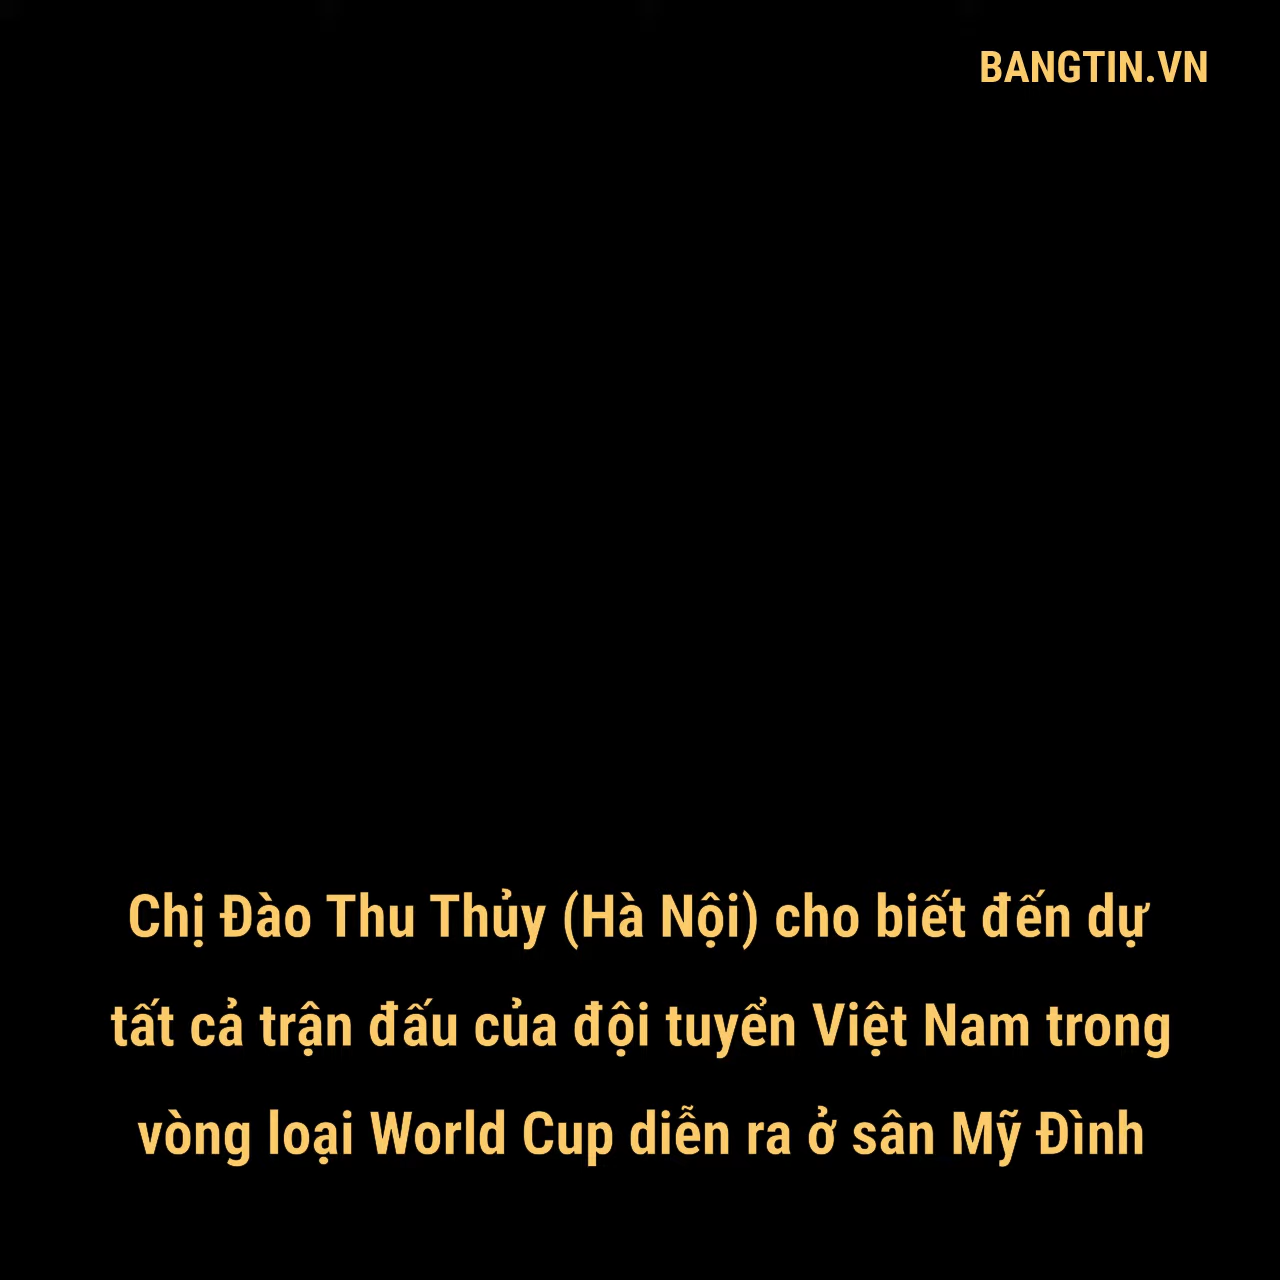 BANGTIN.VN
Chị Đào Thu Thủy (Hà Nội) cho biết đến dự
tất cả trận đấu của đội tuyển Việt Nam trong
vòng loại World Cup diễn ra ở sân Mỹ Đình